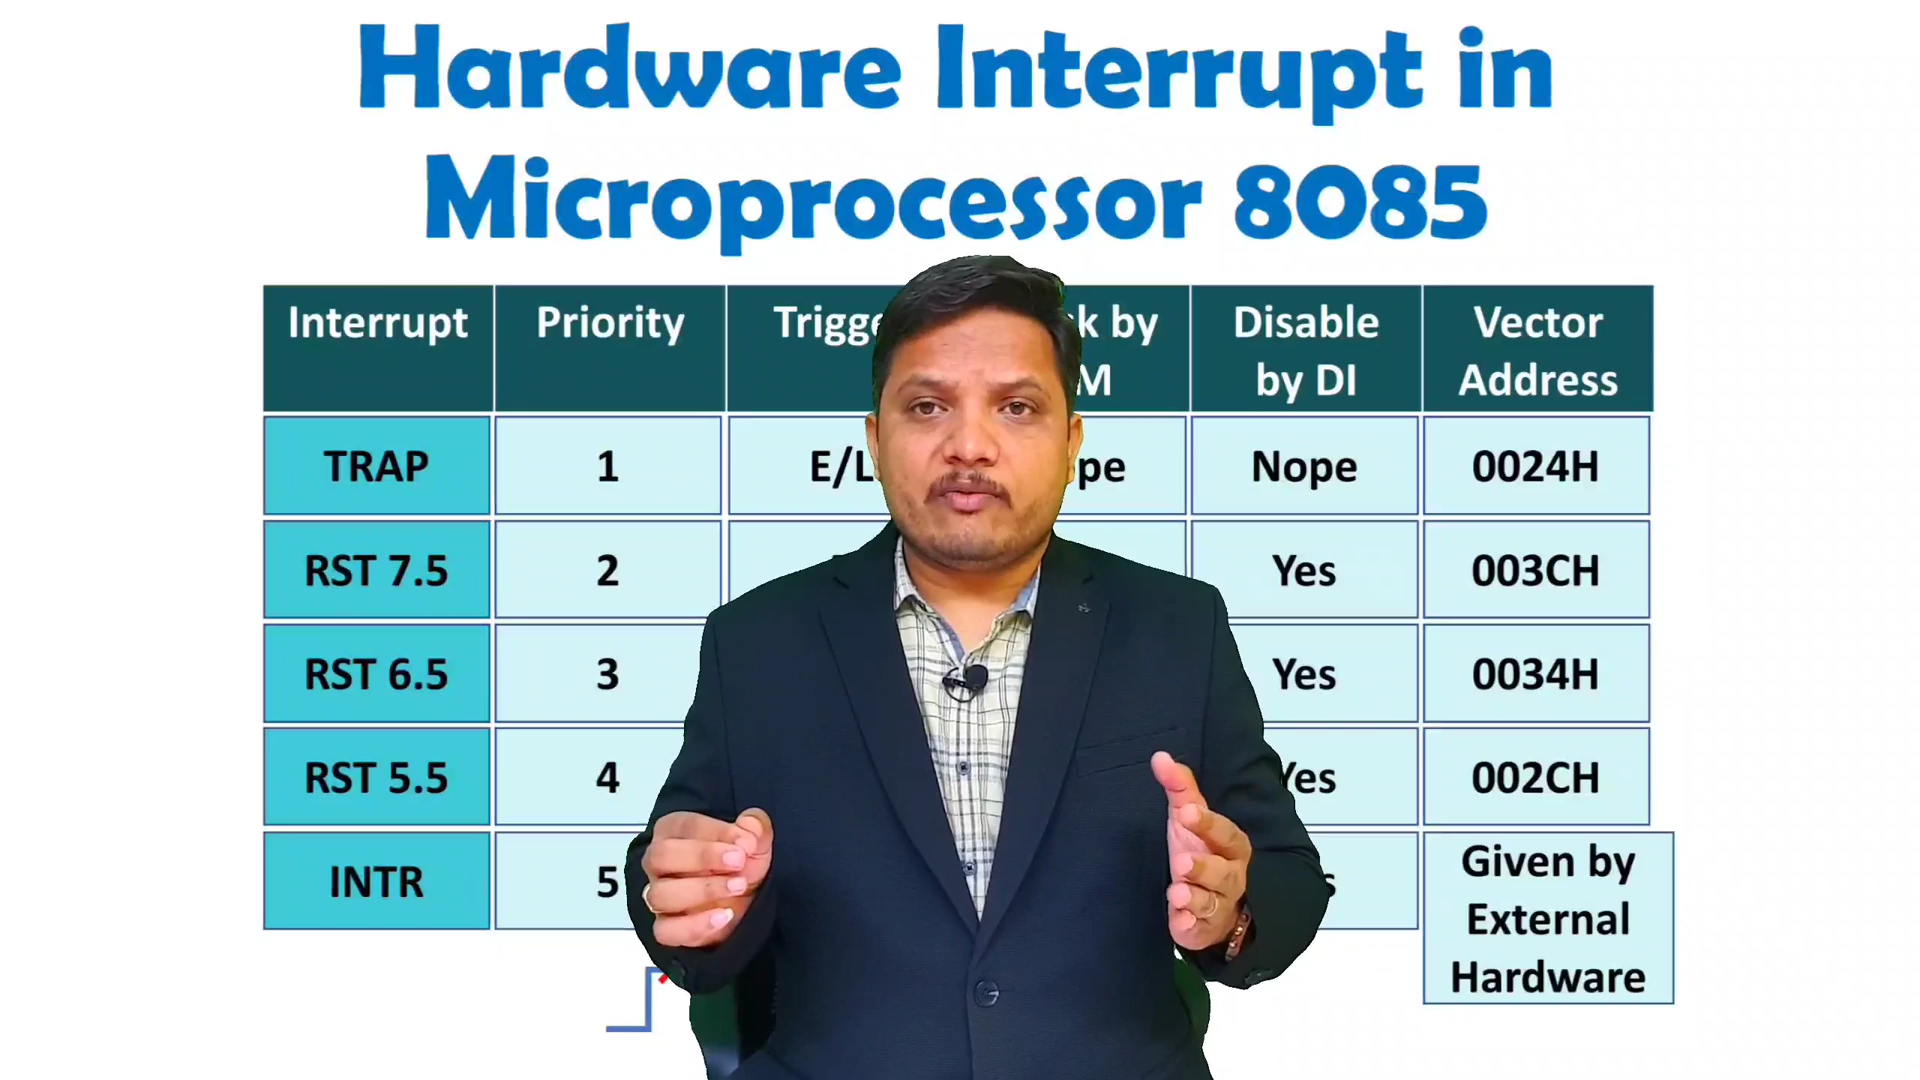 Hardware Interrupt in
Microprocessor 8085
Interrupt Priority Disable Vector
by DI Address
TRAP 1 Nope 0024H
RST 7.5 2 Yes 003CH
RST 6.5 3 Yes 0034H
RST 5.5 4 Yes 002CH
INTR 5 Given by
External
Hardware